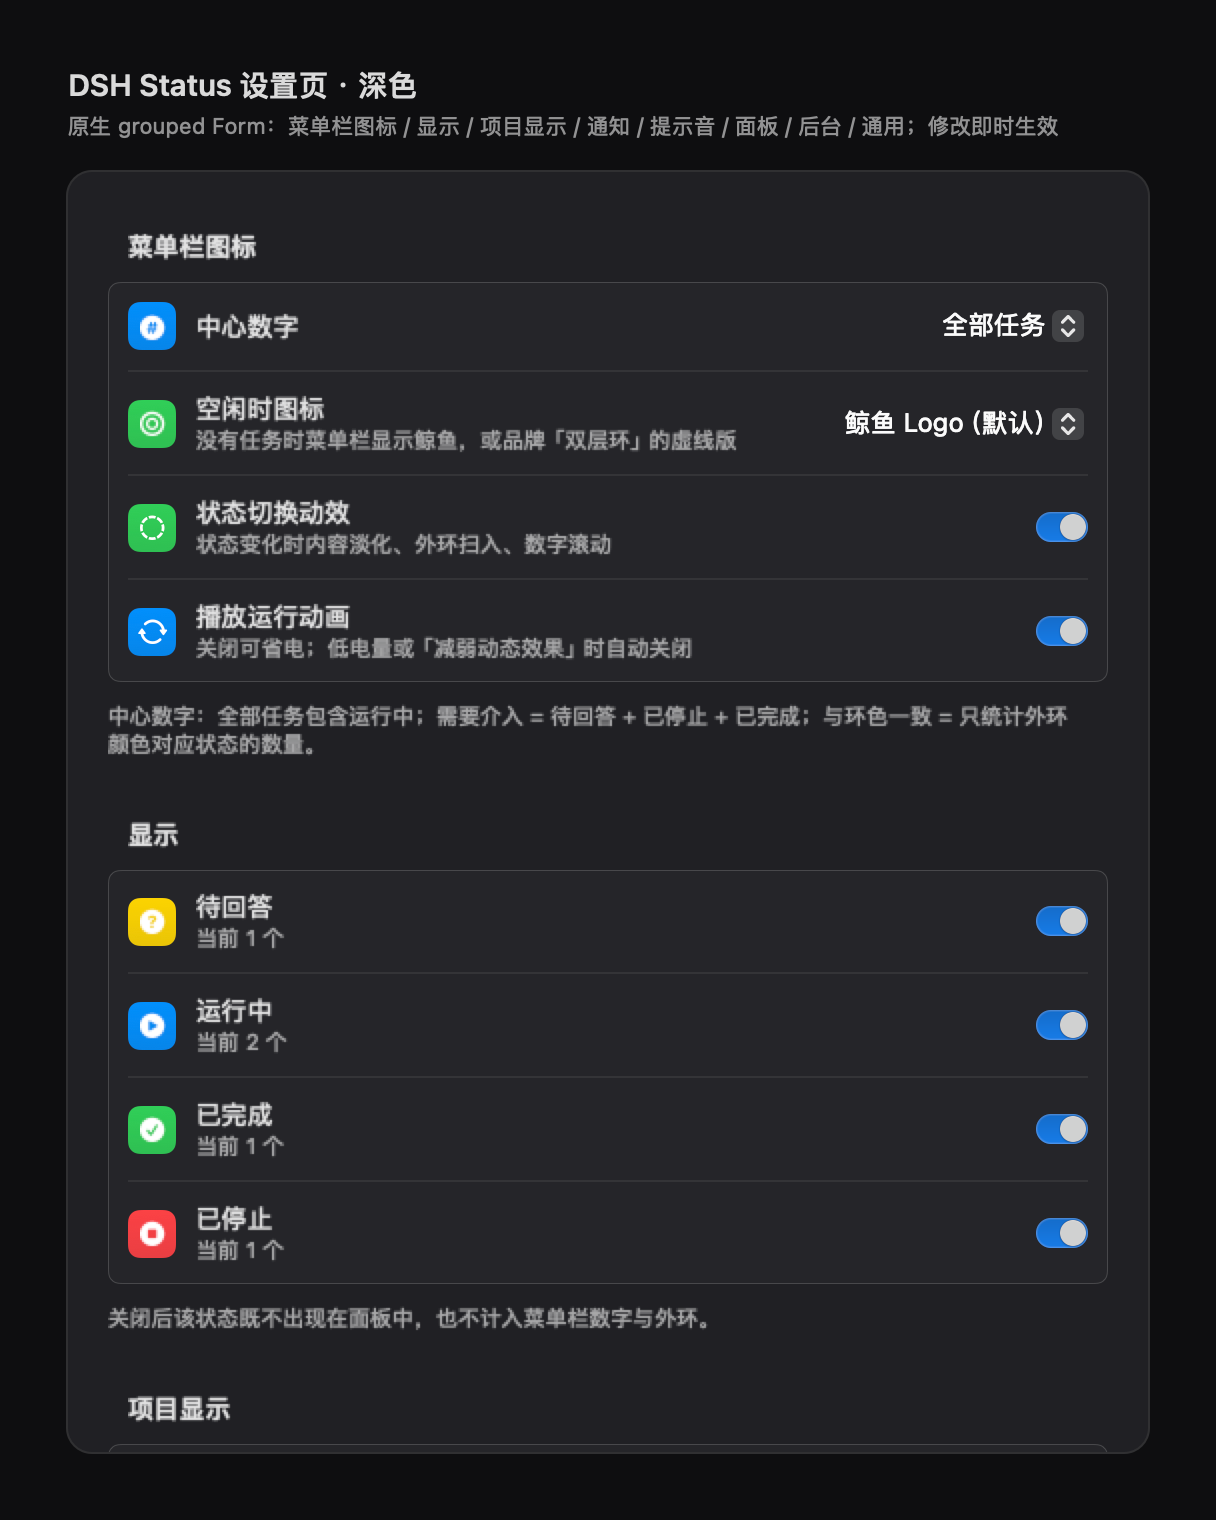 DSH Status 设置页 · 深色
原生 grouped Form：菜单栏图标 / 显示 / 项目显示 / 通知 / 提示音 / 面板 / 后台 / 通用；修改即时生效
菜单栏图标
中心数字
全部任务
空闲时图标
没有任务时菜单栏显示鲸鱼，或品牌「双层环」的虚线版
鲸鱼 Logo (默认)
状态切换动效
状态变化时内容淡化、外环扫入、数字滚动
播放运行动画
关闭可省电；低电量或「减弱动态效果」时自动关闭
中心数字：全部任务包含运行中；需要介入 = 待回答 + 已停止 + 已完成；与环色一致 = 只统计外环
颜色对应状态的数量。
显示
待回答
当前 1 个
运行中
当前 2 个
已完成
当前 1 个
已停止
当前 1 个
关闭后该状态既不出现在面板中，也不计入菜单栏数字与外环。
项目显示